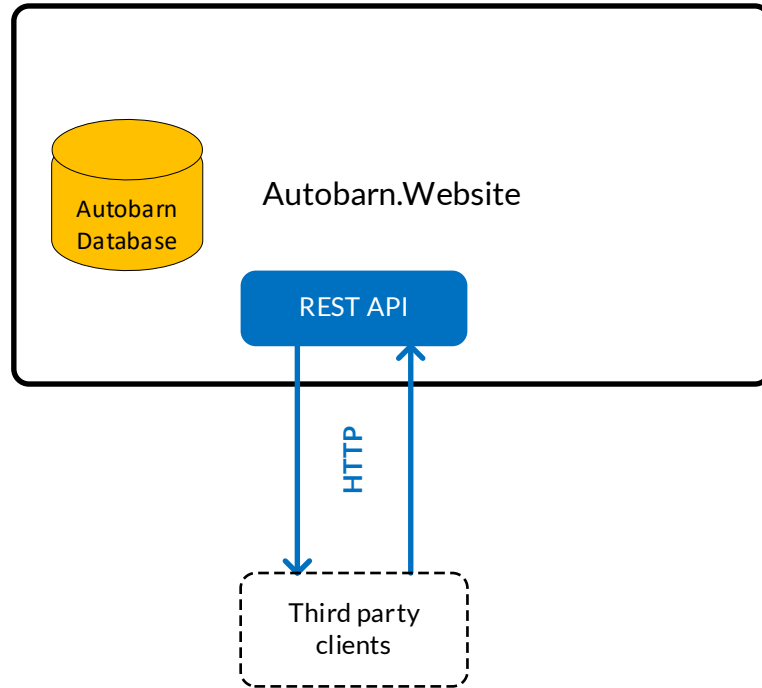 Autobarn
Database
Autobarn.Website
REST API
HTTP
Third party
clients